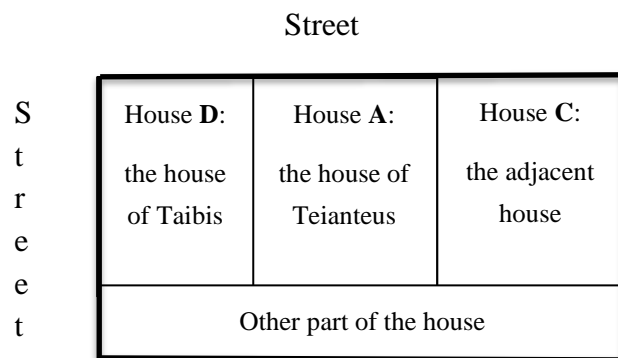 Street
S
t
r
e
e
t
House D:
the house
of Taibis
House A:
the house of
Teianteus
House C:
the adjacent
house
Other part of the house